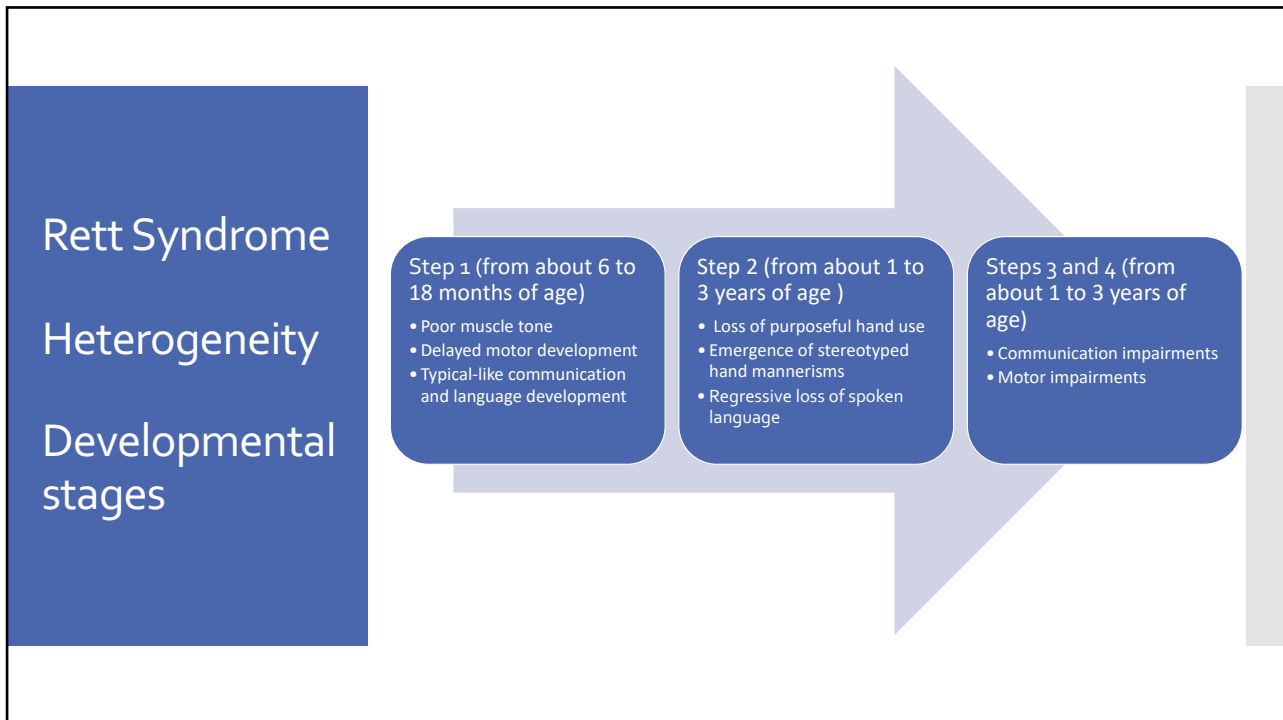 Rett Syndrome
Heterogeneity
Developmental
stages
Step 1 (from about 6 to
18 months of age)
• Poor muscle tone
• Delayed motor development
• Typical-like communication
and language development
Step 2 (from about 1 to
3 years of age )
• Loss of purposeful hand use
• Emergence of stereotyped
hand mannerisms
• Regressive loss of spoken
language
Steps 3 and 4 (from
about 1 to 3 years of
age)
• Communication impairments
• Motor impairments